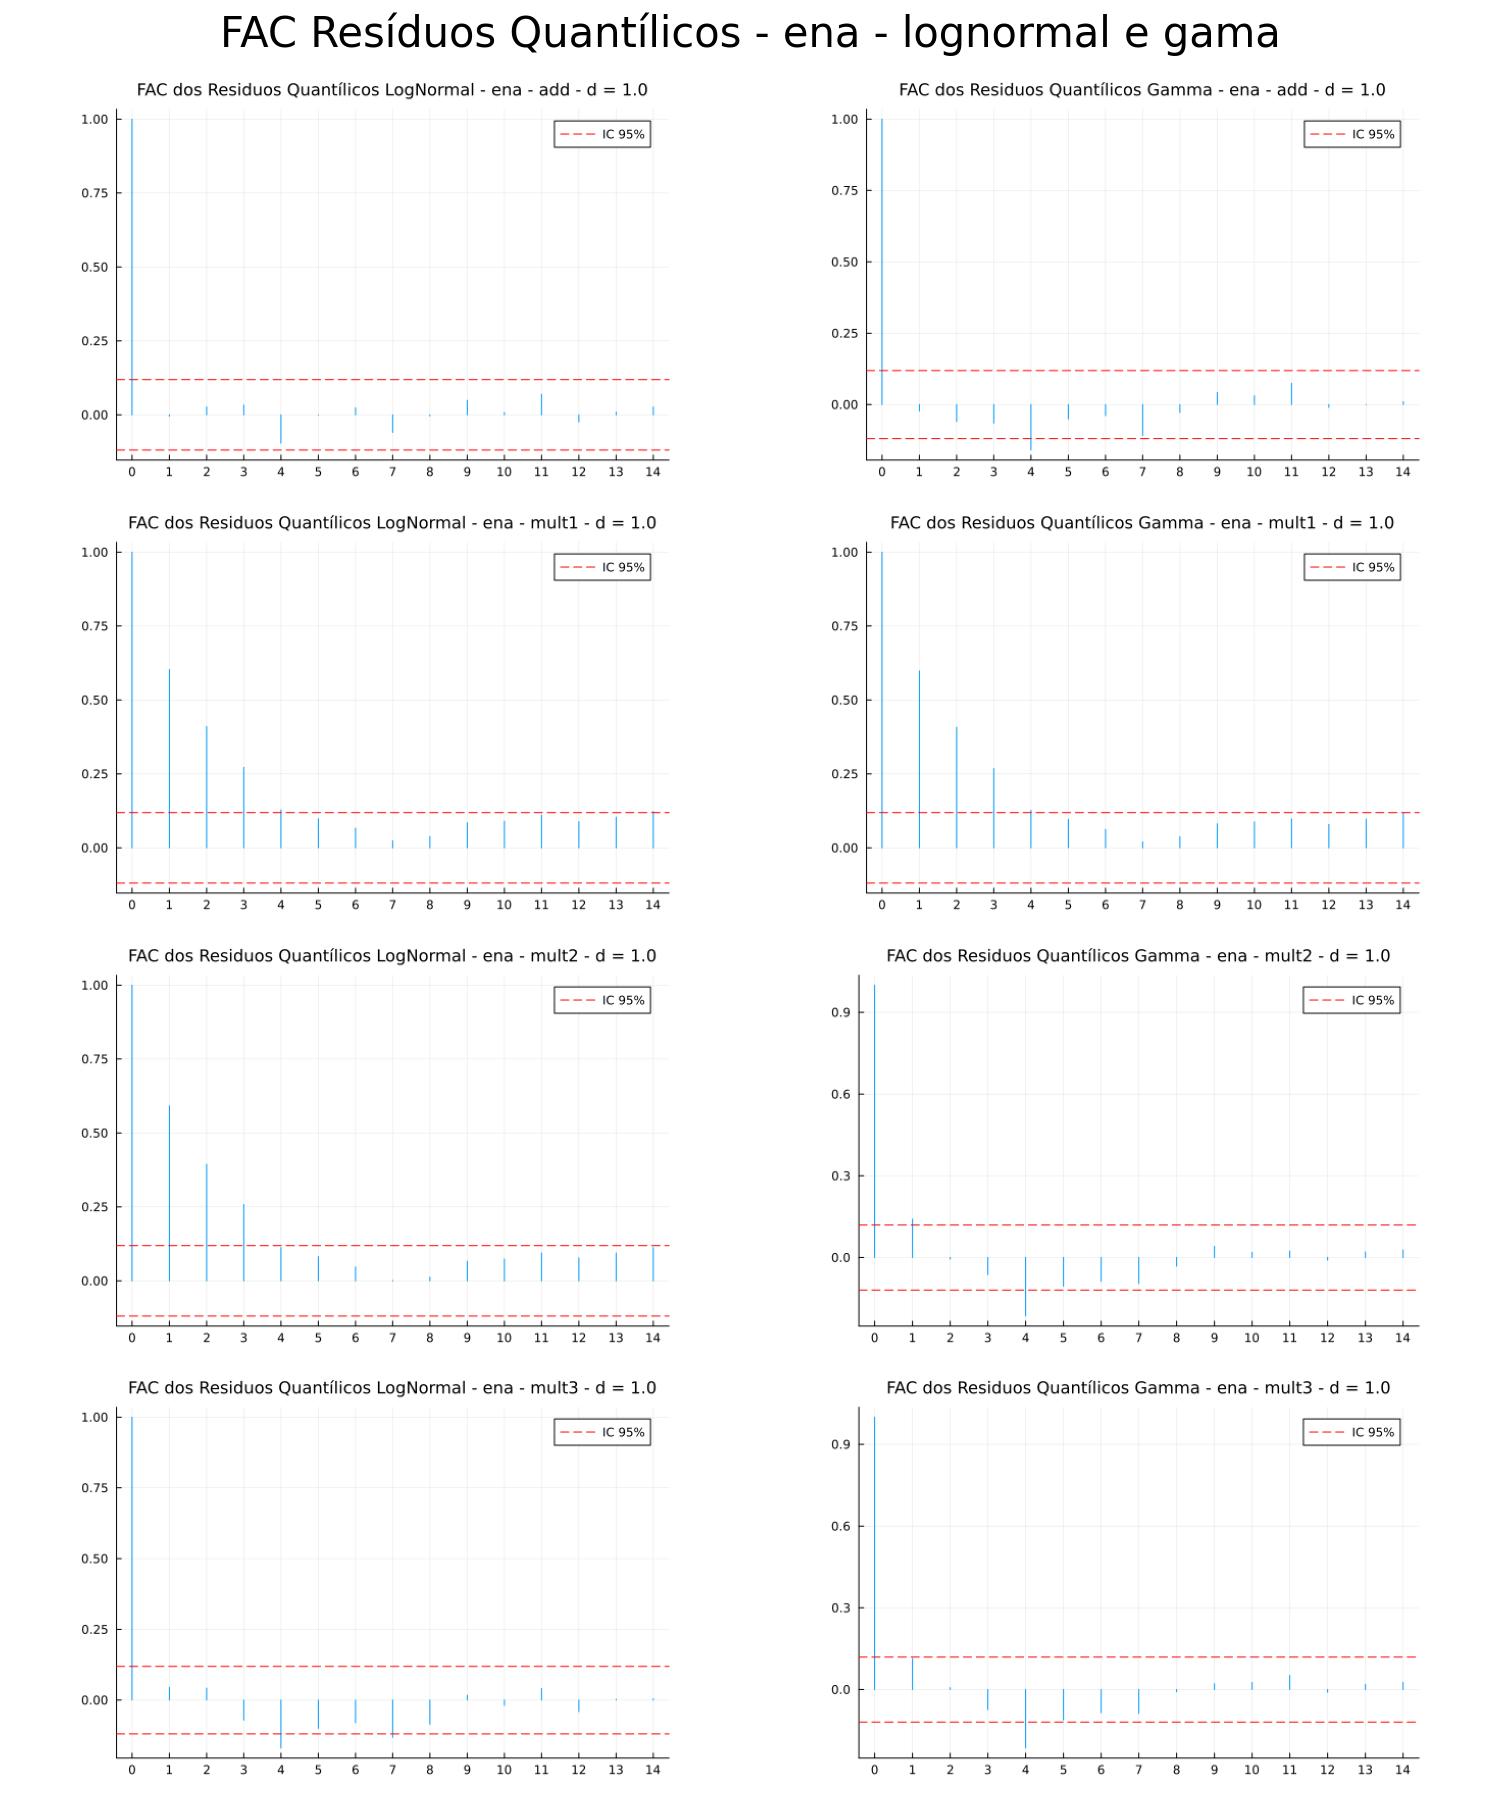 FAC Resíduos Quantílicos - ena - lognormal e gama
FAC dos Residuos Quantílicos LogNormal - ena - add - d = 1.0
1.00
0.75
0.50
0.25
0.00
IC 95%
0 1 2 3 4 5 6 7 8 9 10 11 12 13 14
FAC dos Residuos Quantílicos Gamma - ena - add - d = 1.0
1.00
0.75
0.50
0.25
0.00
IC 95%
0 1 2 3 4 5 6 7 8 9 10 11 12 13 14
FAC dos Residuos Quantílicos LogNormal - ena - mult1 - d = 1.0
1.00
0.75
0.50
0.25
0.00
IC 95%
0 1 2 3 4 5 6 7 8 9 10 11 12 13 14
FAC dos Residuos Quantílicos Gamma - ena - mult1 - d = 1.0
1.00
0.75
0.50
0.25
0.00
IC 95%
0 1 2 3 4 5 6 7 8 9 10 11 12 13 14
FAC dos Residuos Quantílicos LogNormal - ena - mult2 - d = 1.0
1.00
0.75
0.50
0.25
0.00
IC 95%
0 1 2 3 4 5 6 7 8 9 10 11 12 13 14
FAC dos Residuos Quantílicos Gamma - ena - mult2 - d = 1.0
0.9
0.6
0.3
0.0
IC 95%
0 1 2 3 4 5 6 7 8 9 10 11 12 13 14
FAC dos Residuos Quantílicos LogNormal - ena - mult3 - d = 1.0
1.00
0.75
0.50
0.25
0.00
IC 95%
0 1 2 3 4 5 6 7 8 9 10 11 12 13 14
FAC dos Residuos Quantílicos Gamma - ena - mult3 - d = 1.0
0.9
0.6
0.3
0.0
IC 95%
0 1 2 3 4 5 6 7 8 9 10 11 12 13 14